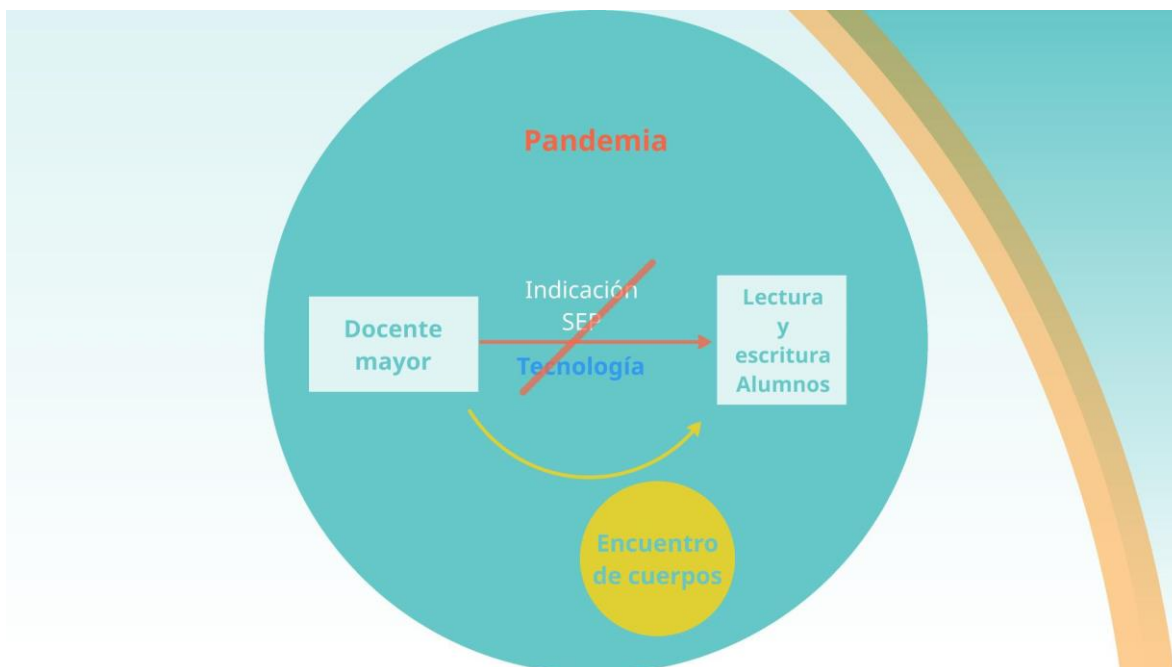 Pandemia
Indicación
SEP
Tecnología
Docente
mayor
Lectura
y
escritura
Alumnos
Encuentro
de cuerpos